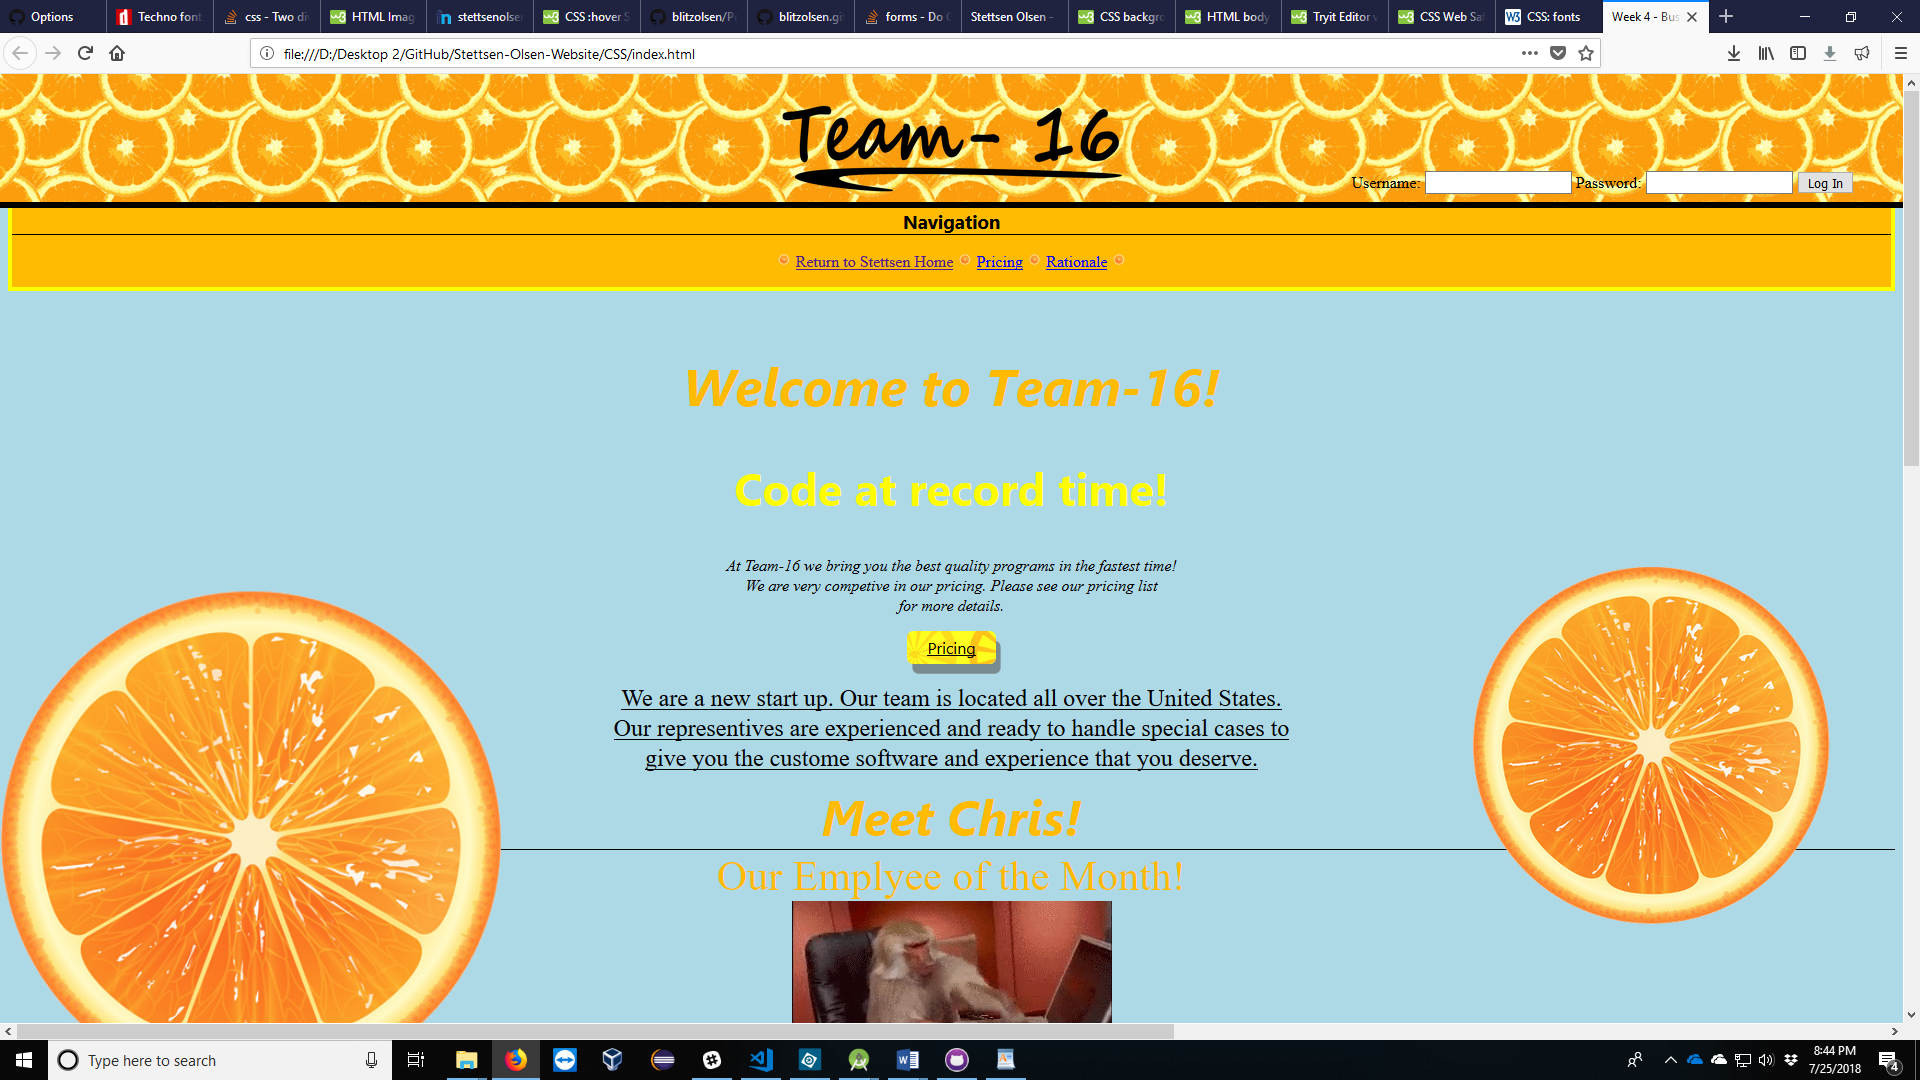 Options
Techno font
css - Two di
HTML Imag
stettsenolse
CSS :hover S
blitzolsen/P
blitzolsen.gi
forms - Do 
Stettsen Olsen -
CSS backgro
HTML body
Tryit Editor v
CSS Web Saf
CSS: fonts
Week 4 - Bus
file:///D:/Desktop 2/GitHub/Stettsen-Olsen-Website/CSS/index.html
Team- 16
Username: Password: Log In
Navigation
Return to Stettsen Home Pricing Rationale
Welcome to Team-16!
Code at record time!
At Team-16 we bring you the best quality programs in the fastest time!
We are very competive in our pricing. Please see our pricing list
for more details.
Pricing
We are a new start up. Our team is located all over the United States.
Our representives are experienced and ready to handle special cases to
give you the custome software and experience that you deserve.
Meet Chris!
Our Emplyee of the Month!
Type here to search
8:44 PM
7/25/2018
4